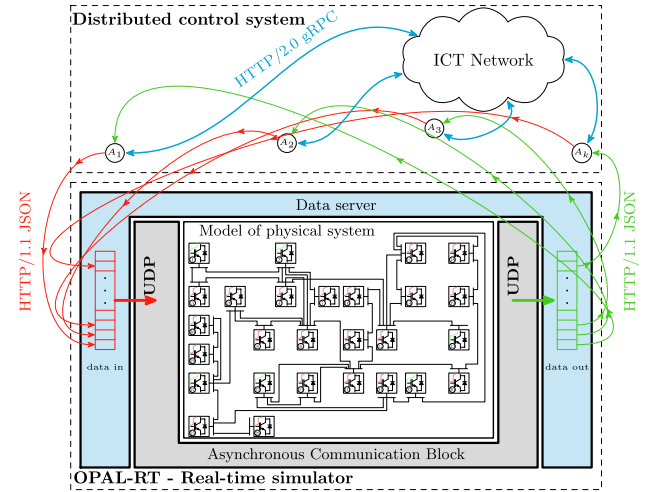 Distributed control system
HTTP/2.0 gRPC
ICT Network
A1
A2
A3
Ak
HTTP/1.1 JSON
HTTP/1.1 JSON
Data server
Model of physical system
UDP
UDP
data in
data out
Asynchronous Communication Block
OPAL-RT - Real-time simulator